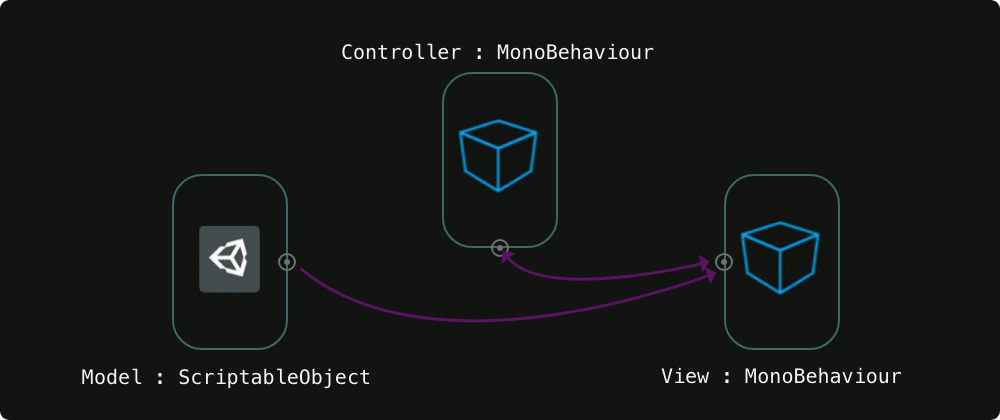 Controller : MonoBehaviour
Model : ScriptableObject
View : MonoBehaviour